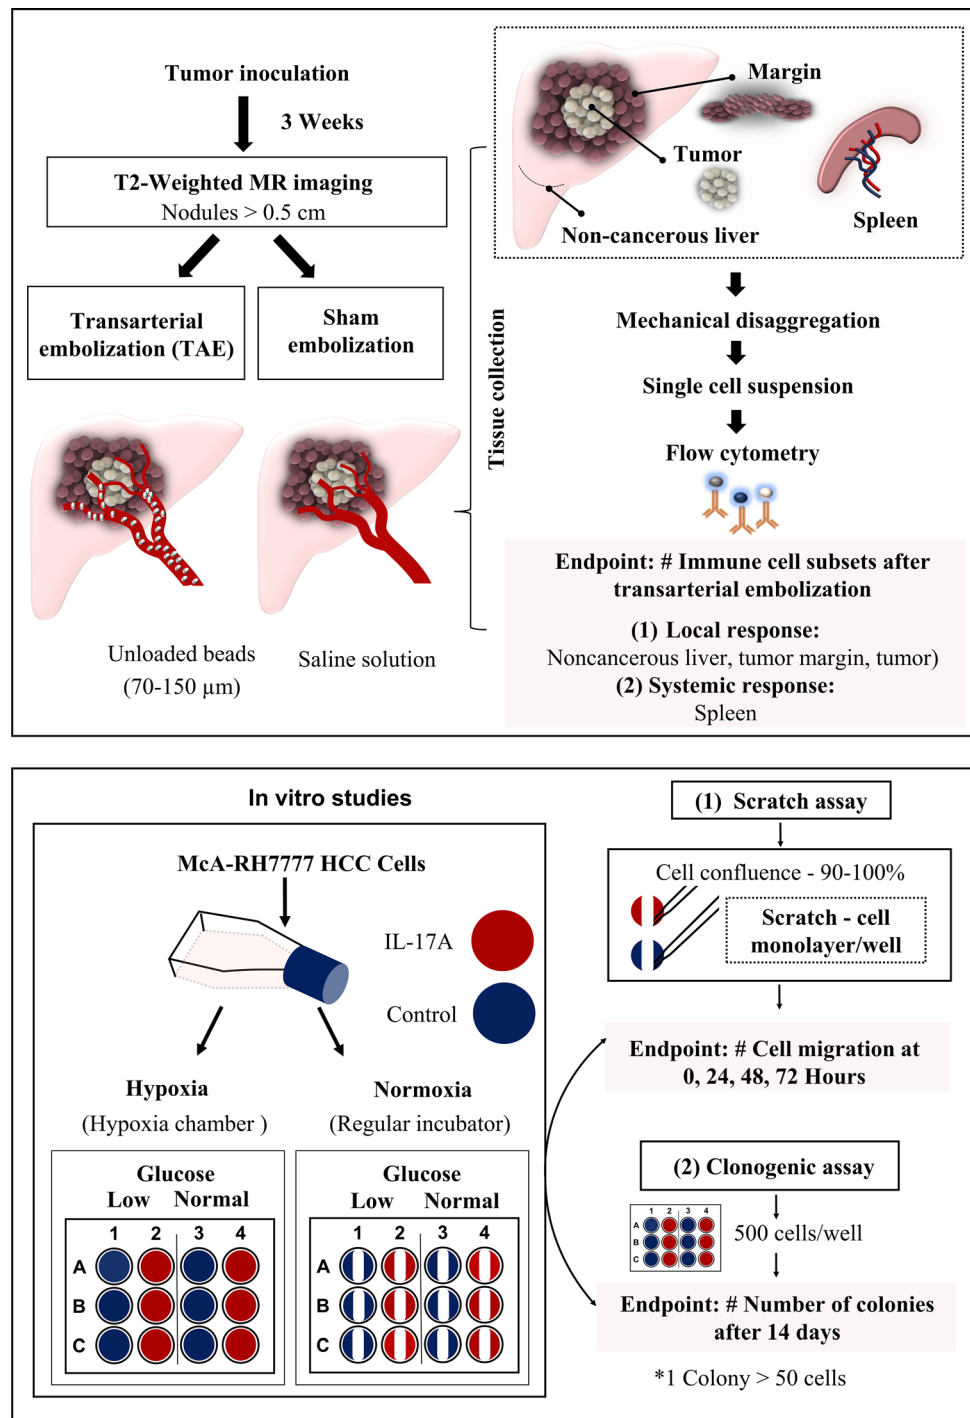 Tumor inoculation
3 Weeks
T2-Weighted MR imaging
Nodules > 0.5 cm
Transarterial
embolization (TAE)
Sham
embolization
Unloaded beads
(70-150 µm)
Saline solution
Tissue collection
Margin
Tumor
Non-cancerous liver
Spleen
Mechanical disaggregation
Single cell suspension
Flow cytometry
Endpoint: # Immune cell subsets after
transarterial embolization
(1) Local response:
Noncancerous liver, tumor margin, tumor)
(2) Systemic response:
Spleen
In vitro studies
McA-RH7777 HCC Cells
IL-17A
Control
Hypoxia
(Hypoxia chamber )
Normoxia
(Regular incubator)
Glucose
Low Normal
1 2 3 4
A
B
C
Glucose
Low Normal
1 2 3 4
A
B
C
(1) Scratch assay
Cell confluence - 90-100%
Scratch - cell
monolayer/well
Endpoint: # Cell migration at
0, 24, 48, 72 Hours
(2) Clonogenic assay
1 2 3 4
A
B
C
500 cells/well
Endpoint: # Number of colonies
after 14 days
*1 Colony > 50 cells